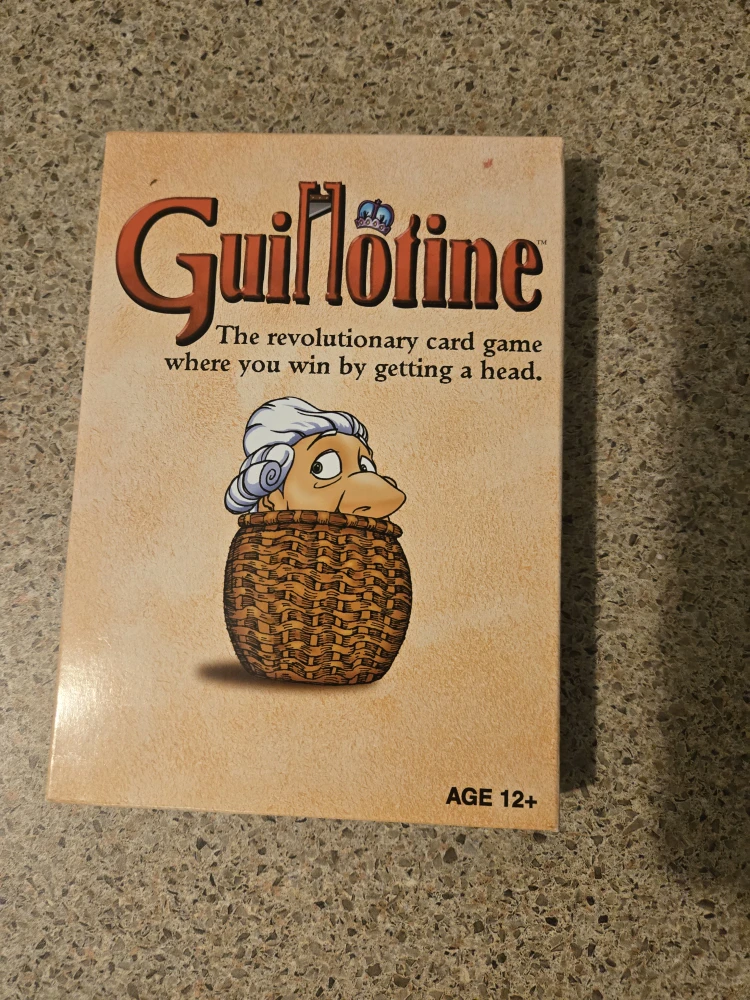 Guillotine™
The revolutionary card game
where you win by getting a head.
AGE 12+